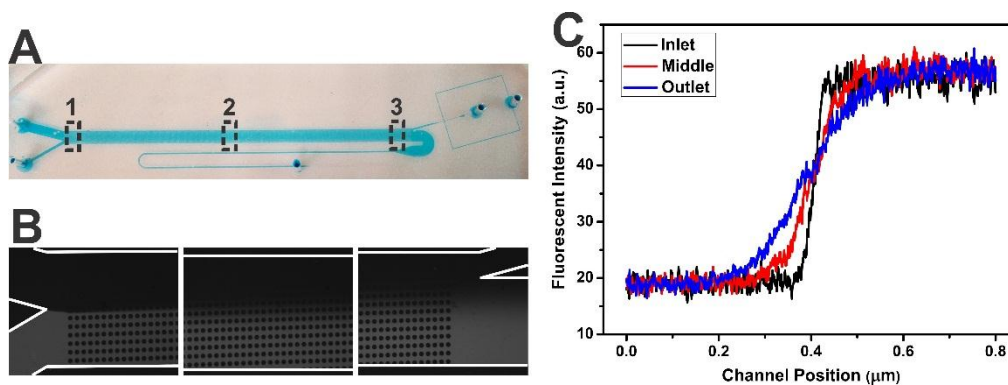 A
1
2
3
B
C
Inlet
Middle
Outlet
Fluorescent Intensity (a.u.)
60
50
40
30
20
10
0.0
0.2
0.4
0.6
0.8
Channel Position (μm)